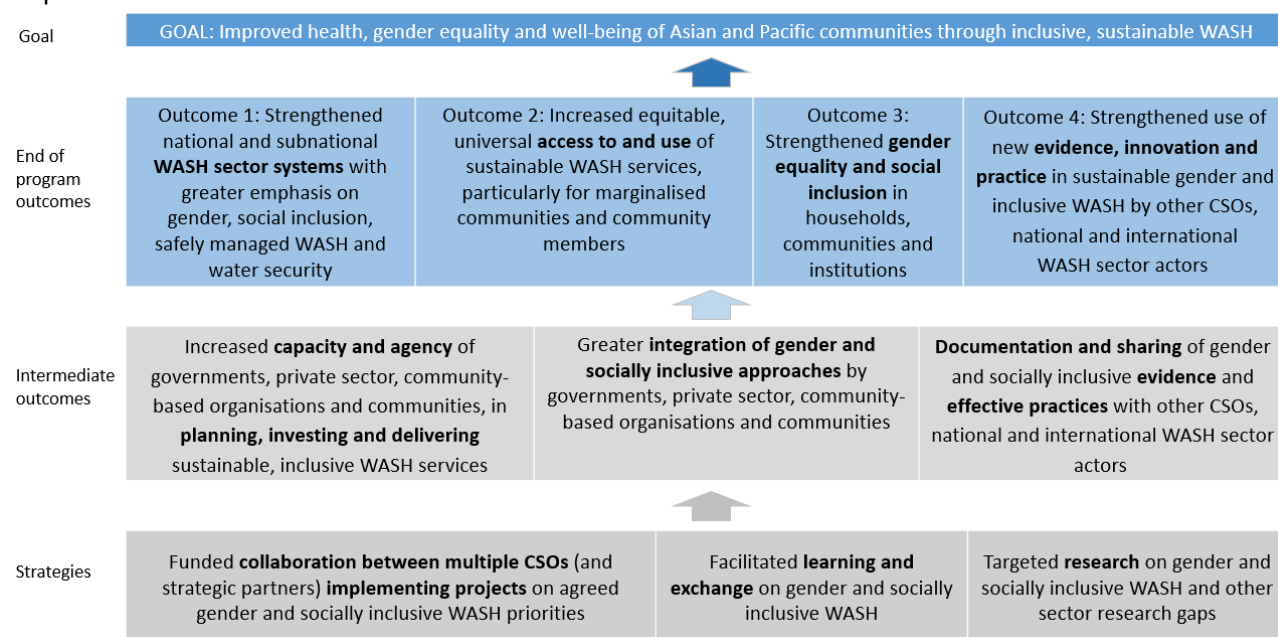 Goal
GOAL: Improved health, gender equality and well-being of Asian and Pacific communities through inclusive, sustainable WASH
End of
program
outcomes
Outcome 1: Strengthened
national and subnational
WASH sector systems with
greater emphasis on
gender, social inclusion,
safely managed WASH and
water security
Outcome 2: Increased equitable,
universal access to and use of
sustainable WASH services,
particularly for marginalised
communities and community
members
Outcome 3:
Strengthened gender
equality and social
inclusion in
households,
communities and
institutions
Outcome 4: Strengthened use of
new evidence, innovation and
practice in sustainable gender and
inclusive WASH by other CSOs,
national and international
WASH sector actors
Intermediate
outcomes
Increased capacity and agency of
governments, private sector, community-
based organisations and communities, in
planning, investing and delivering
sustainable, inclusive WASH services
Greater integration of gender and
socially inclusive approaches by
governments, private sector, community-
based organisations and communities
Documentation and sharing of gender
and socially inclusive evidence and
effective practices with other CSOs,
national and international WASH sector
actors
Strategies
Funded collaboration between multiple CSOs (and
strategic partners) implementing projects on agreed
gender and socially inclusive WASH priorities
Facilitated learning and
exchange on gender and socially
inclusive WASH
Targeted research on gender and
socially inclusive WASH and other
sector research gaps